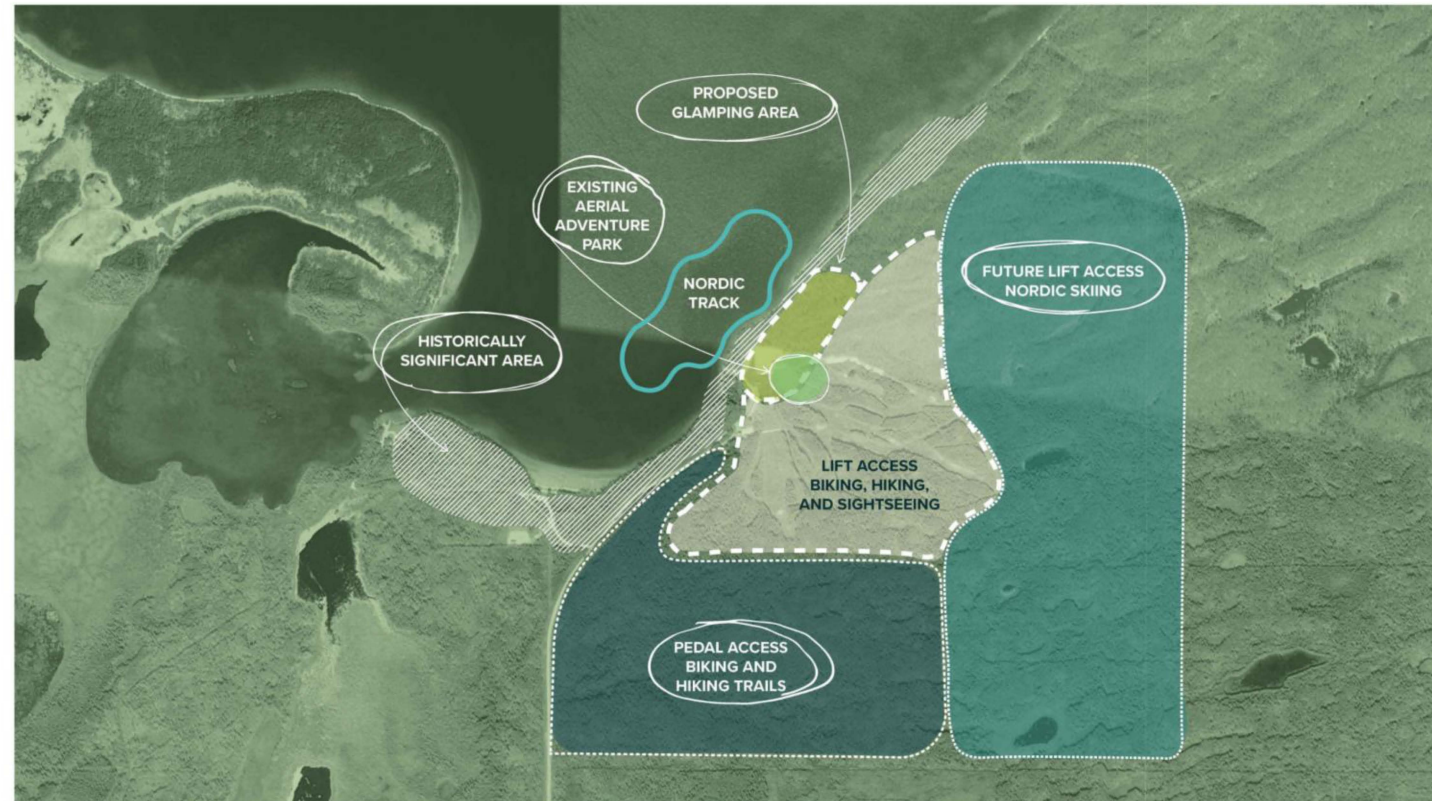 PROPOSED
GLAMPING AREA
EXISTING
AERIAL
ADVENTURE
PARK
NORDIC
TRACK
FUTURE LIFT ACCESS
NORDIC SKIING
HISTORICALLY
SIGNIFICANT AREA
LIFT ACCESS
BIKING, HIKING,
AND SIGHTSEEING
PEDAL ACCESS
BIKING AND
HIKING TRAILS